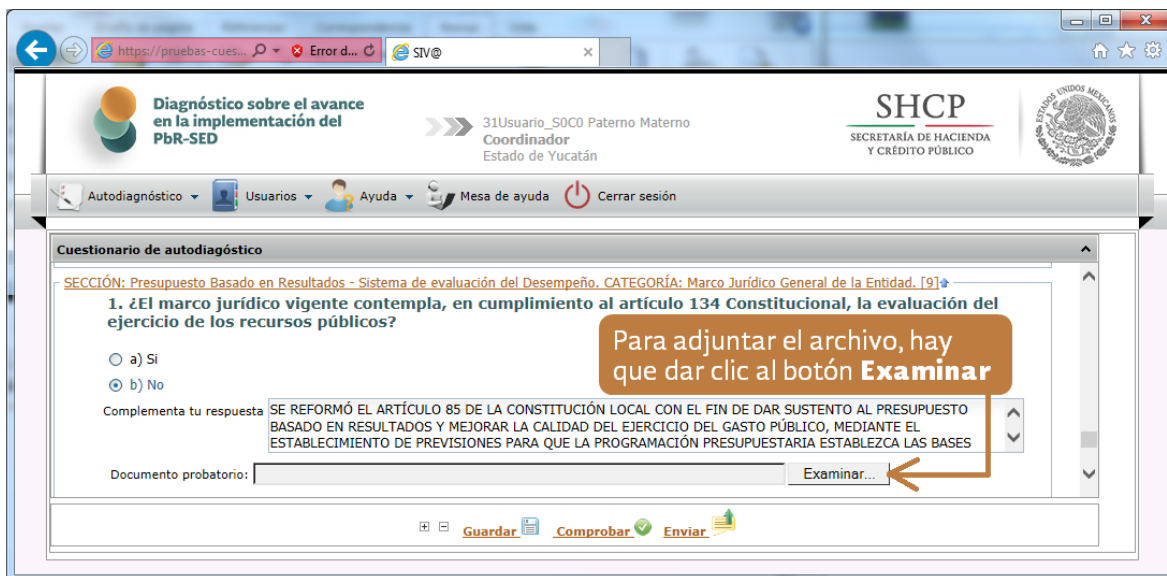 https://pruebas-cues...
Error d...
SIV@
Diagnóstico sobre el avance
en la implementación del
PbR-SED
31Usuario_S0C0 Paterno Materno
Coordinador
Estado de Yucatán
SHCP
SECRETARÍA DE HACIENDA
Y CRÉDITO PÚBLICO
ESTADOS UNIDOS MEXICANOS
Autodiagnóstico
Usuarios
Ayuda
Mesa de ayuda
Cerrar sesión
Cuestionario de autodiagóstico
SECCIÓN: Presupuesto Basado en Resultados - Sistema de evaluación del Desempeño. CATEGORÍA: Marco Jurídico General de la Entidad. [9]
1. ¿El marco jurídico vigente contempla, en cumplimiento al artículo 134 Constitucional, la evaluación del
ejercicio de los recursos públicos?
Para adjuntar el archivo, hay
que dar clic al botón Examinar
a) Si
b) No
Complementa tu respuesta
SE REFORMÓ EL ARTÍCULO 85 DE LA CONSTITUCIÓN LOCAL CON EL FIN DE DAR SUSTENTO AL PRESUPUESTO
BASADO EN RESULTADOS Y MEJORAR LA CALIDAD DEL EJERCICIO DEL GASTO PÚBLICO, MEDIANTE EL
ESTABLECIMIENTO DE PREVISIONES PARA QUE LA PROGRAMACIÓN PRESUPUESTARIA ESTABLEZCA LAS BASES
Documento probatorio:
Examinar...
Guardar
Comprobar
Enviar